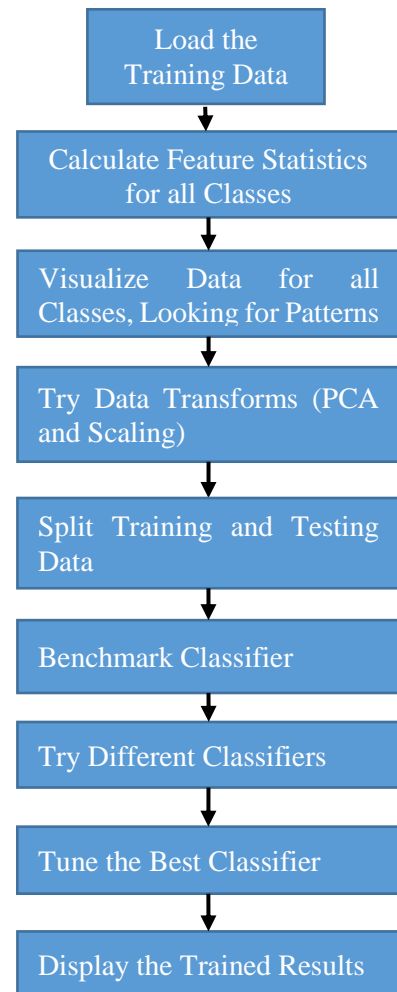 Load the
Training Data
Calculate Feature Statistics
for all Classes
Visualize Data for all
Classes, Looking for Patterns
Try Data Transforms (PCA
and Scaling)
Split Training and Testing
Data
Benchmark Classifier
Try Different Classifiers
Tune the Best Classifier
Display the Trained Results